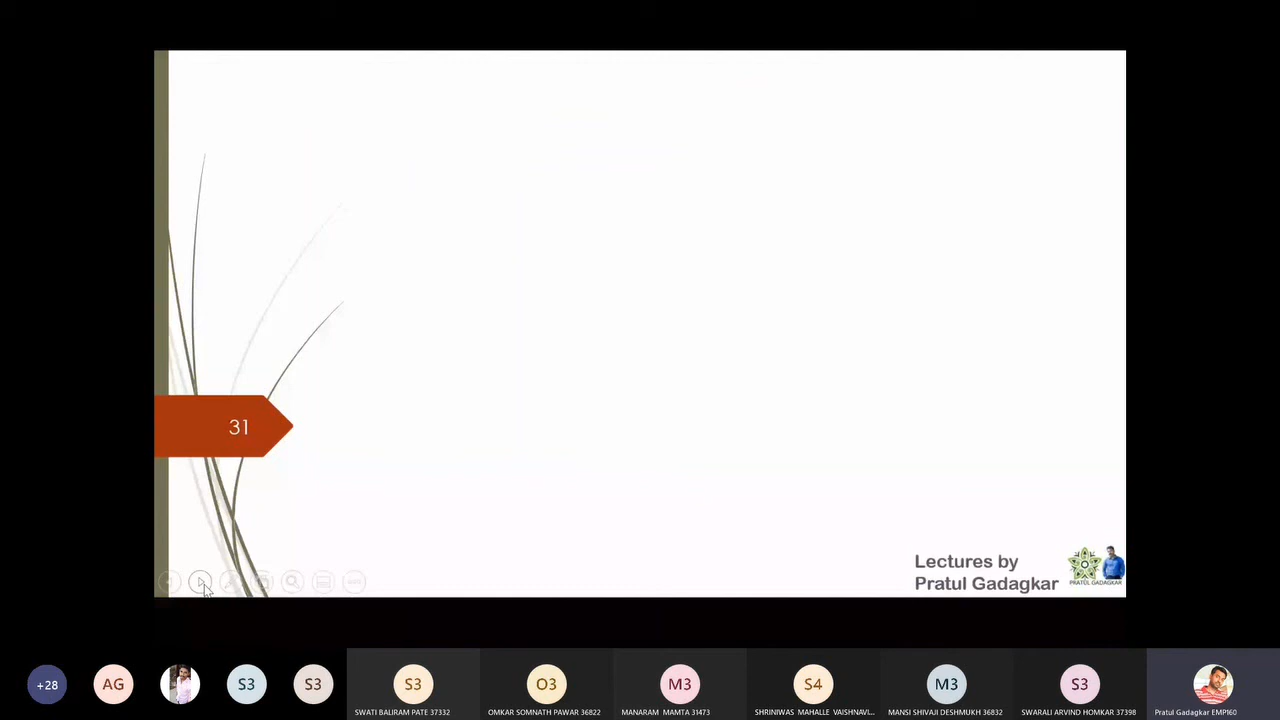 31
Lectures by
Pratul Gadagkar
PRATUL GADAGKAR
+28
AG
S3
S3
S3
O3
M3
S4
M3
S3
SWATI BALIRAM PATE 37332
OMKAR SOMNATH PAWAR 36822
MANARAM MAMTA 31473
SHRINIWAS MAHALLE VAISHNAVI...
MANSI SHIVAJI DESHMUKH 36832
SWARALI ARVIND HOMKAR 37398
Pratul Gadagkar EMP160